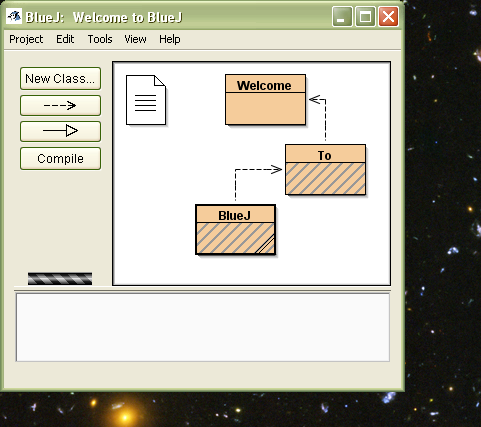 BlueJ:  Welcome to BlueJ
Project Edit Tools View Help
New Class...
Compile
Welcome
To
BlueJ